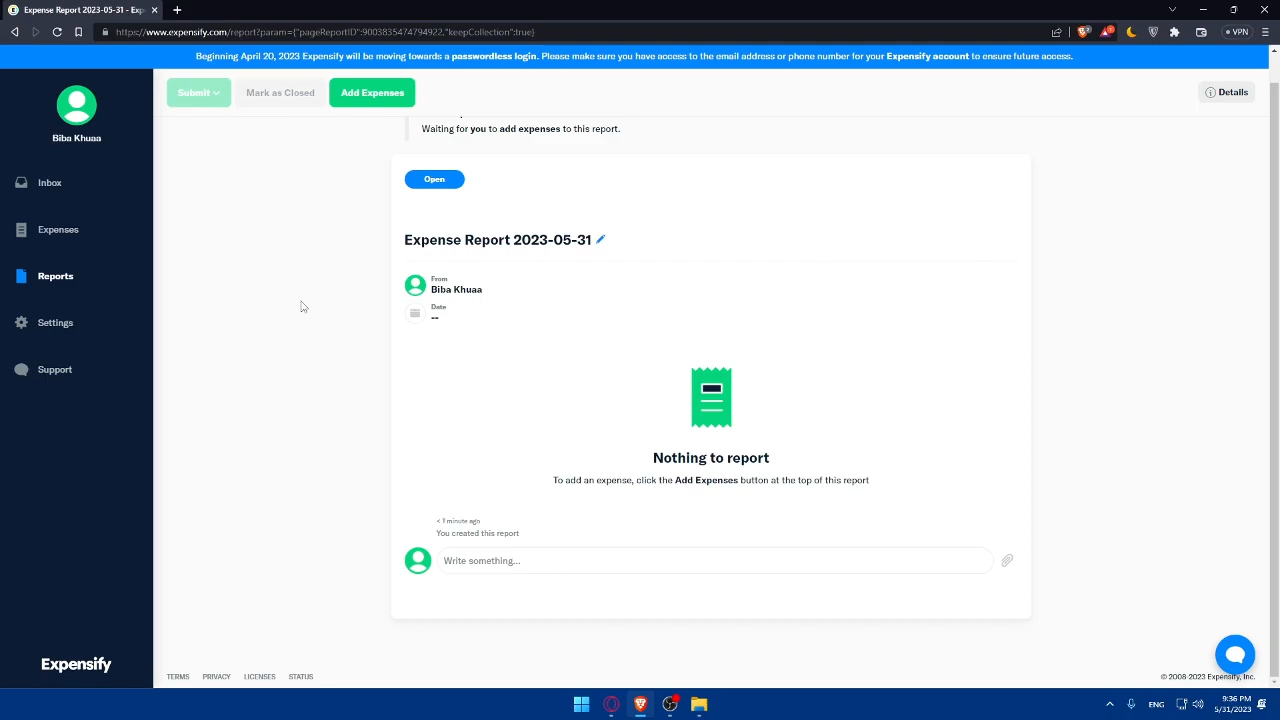 Expense Report 2023-05-31 - Exp
https://www.expensify.com/report?param={"pageReportID":9003835474794922,"keepCollection":true}
VPN
Beginning April 20, 2023 Expensify will be moving towards a passwordless login. Please make sure you have access to the email address or phone number for your Expensify account to ensure future access.
Submit
Mark as Closed
Add Expenses
Details
Biba Khuaa
Inbox
Expenses
Reports
Settings
Support
Expensify
Waiting for you to add expenses to this report.
Open
Expense Report 2023-05-31
From
Biba Khuaa
Date
--
Nothing to report
To add an expense, click the Add Expenses button at the top of this report
< 1 minute ago
You created this report
Write something...
TERMS PRIVACY LICENSES STATUS
© 2008-2023 Expensify, Inc.
ENG
9:36 PM
5/31/2023